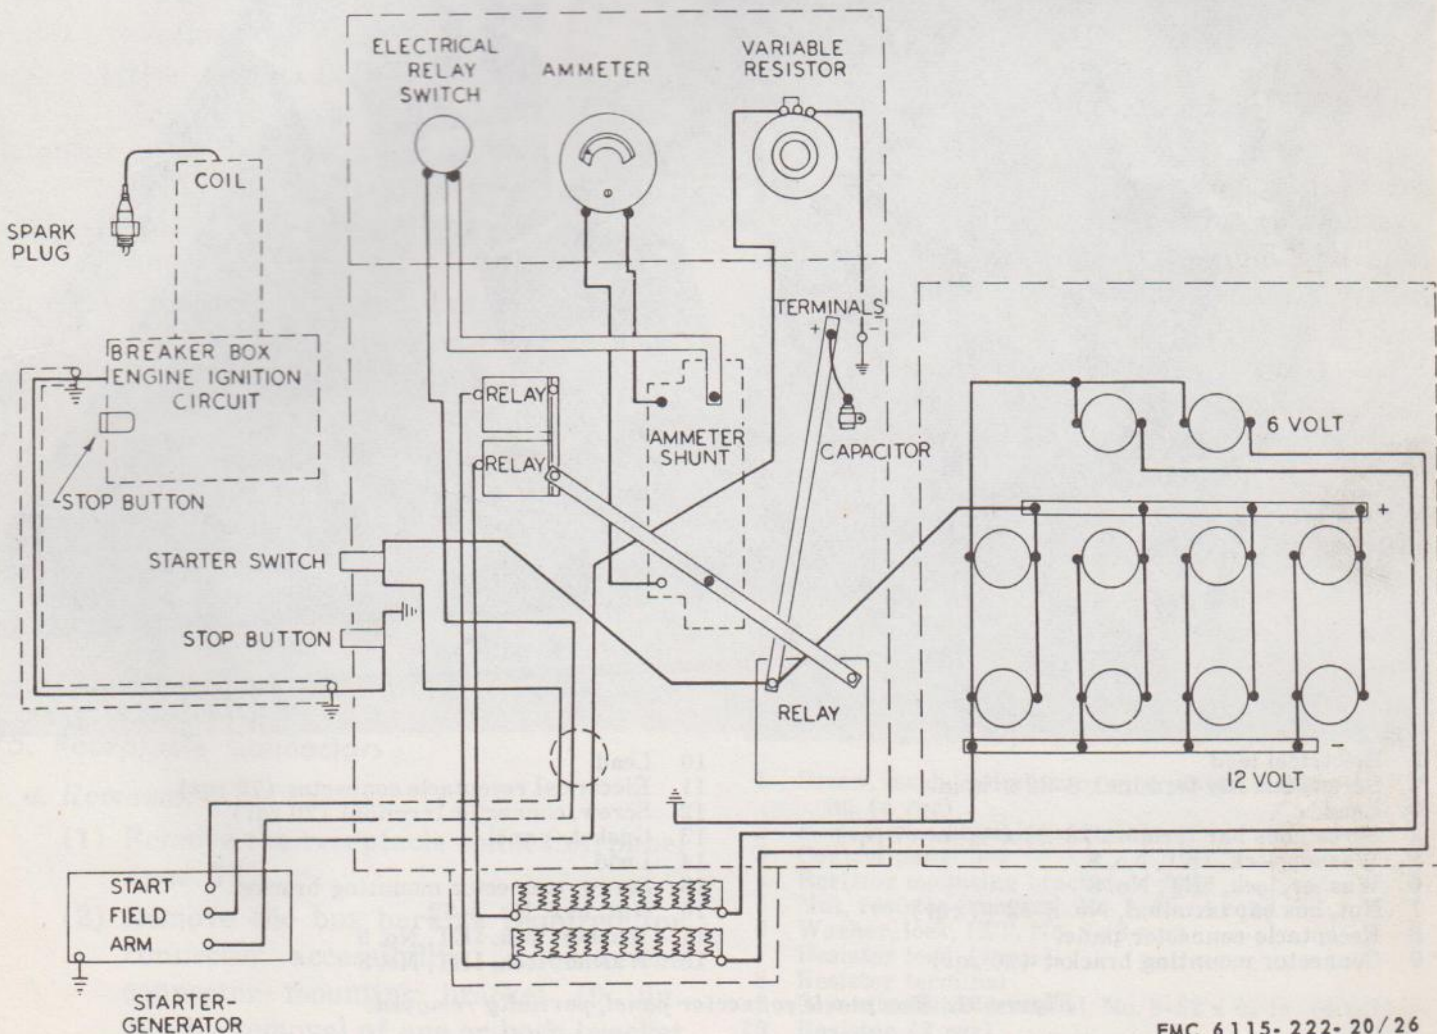 ELECTRICAL
RELAY
SWITCH
AMMETER
VARIABLE
RESISTOR
COIL
SPARK
PLUG
TERMINALS
+ -
BREAKER BOX
ENGINE IGNITION
CIRCUIT
RELAY
RELAY
AMMETER
SHUNT
CAPACITOR
6 VOLT
STOP BUTTON
+
STARTER SWITCH
STOP BUTTON
RELAY
-
12 VOLT
START
FIELD
ARM
STARTER-
GENERATOR
EMC 6115-222-20/26